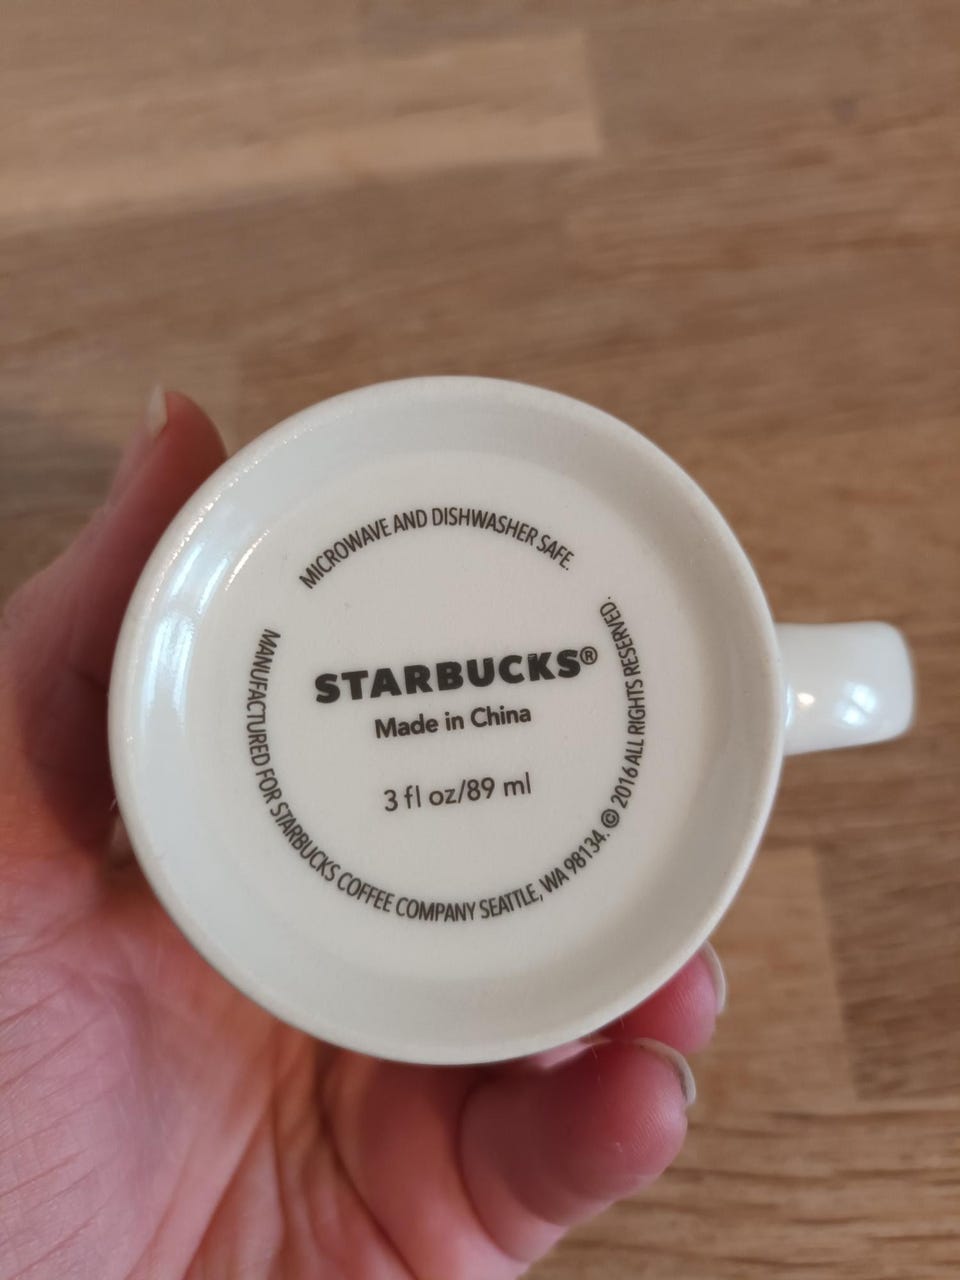 MICROWAVE AND DISHWASHER SAFE.
STARBUCKS®
Made in China
3 fl oz/89 ml
MANUFACTURED FOR STARBUCKS COFFEE COMPANY SEATTLE, WA 98134. © 2016 ALL RIGHTS RESERVED.